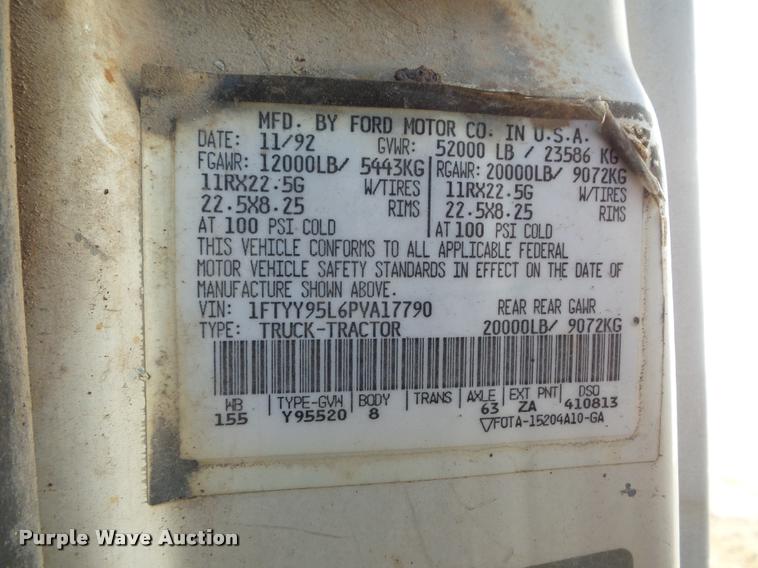 MFD. BY FORD MOTOR CO. IN U.S.A.
DATE: 11/92 GVWR: 52000 LB / 23586 KG
FGAWR: 12000LB/ 5443KG RGAWR: 20000LB/ 9072KG
11RX22.5G W/TIRES 11RX22.5G W/TIRES
22.5X8.25 RIMS 22.5X8.25 RIMS
AT 100 PSI COLD AT 100 PSI COLD
THIS VEHICLE CONFORMS TO ALL APPLICABLE FEDERAL
MOTOR VEHICLE SAFETY STANDARDS IN EFFECT ON THE DATE OF
MANUFACTURE SHOWN ABOVE.
VIN: 1FTYY95L6PVA17790 REAR REAR GAWR
TYPE: TRUCK-TRACTOR 20000LB/ 9072KG
WB TYPE-GVW BODY TRANS AXLE EXT PNT DSO
155 Y95520 8 63 ZA 410813
F0TA-15204A10-GA
Purple Wave Auction